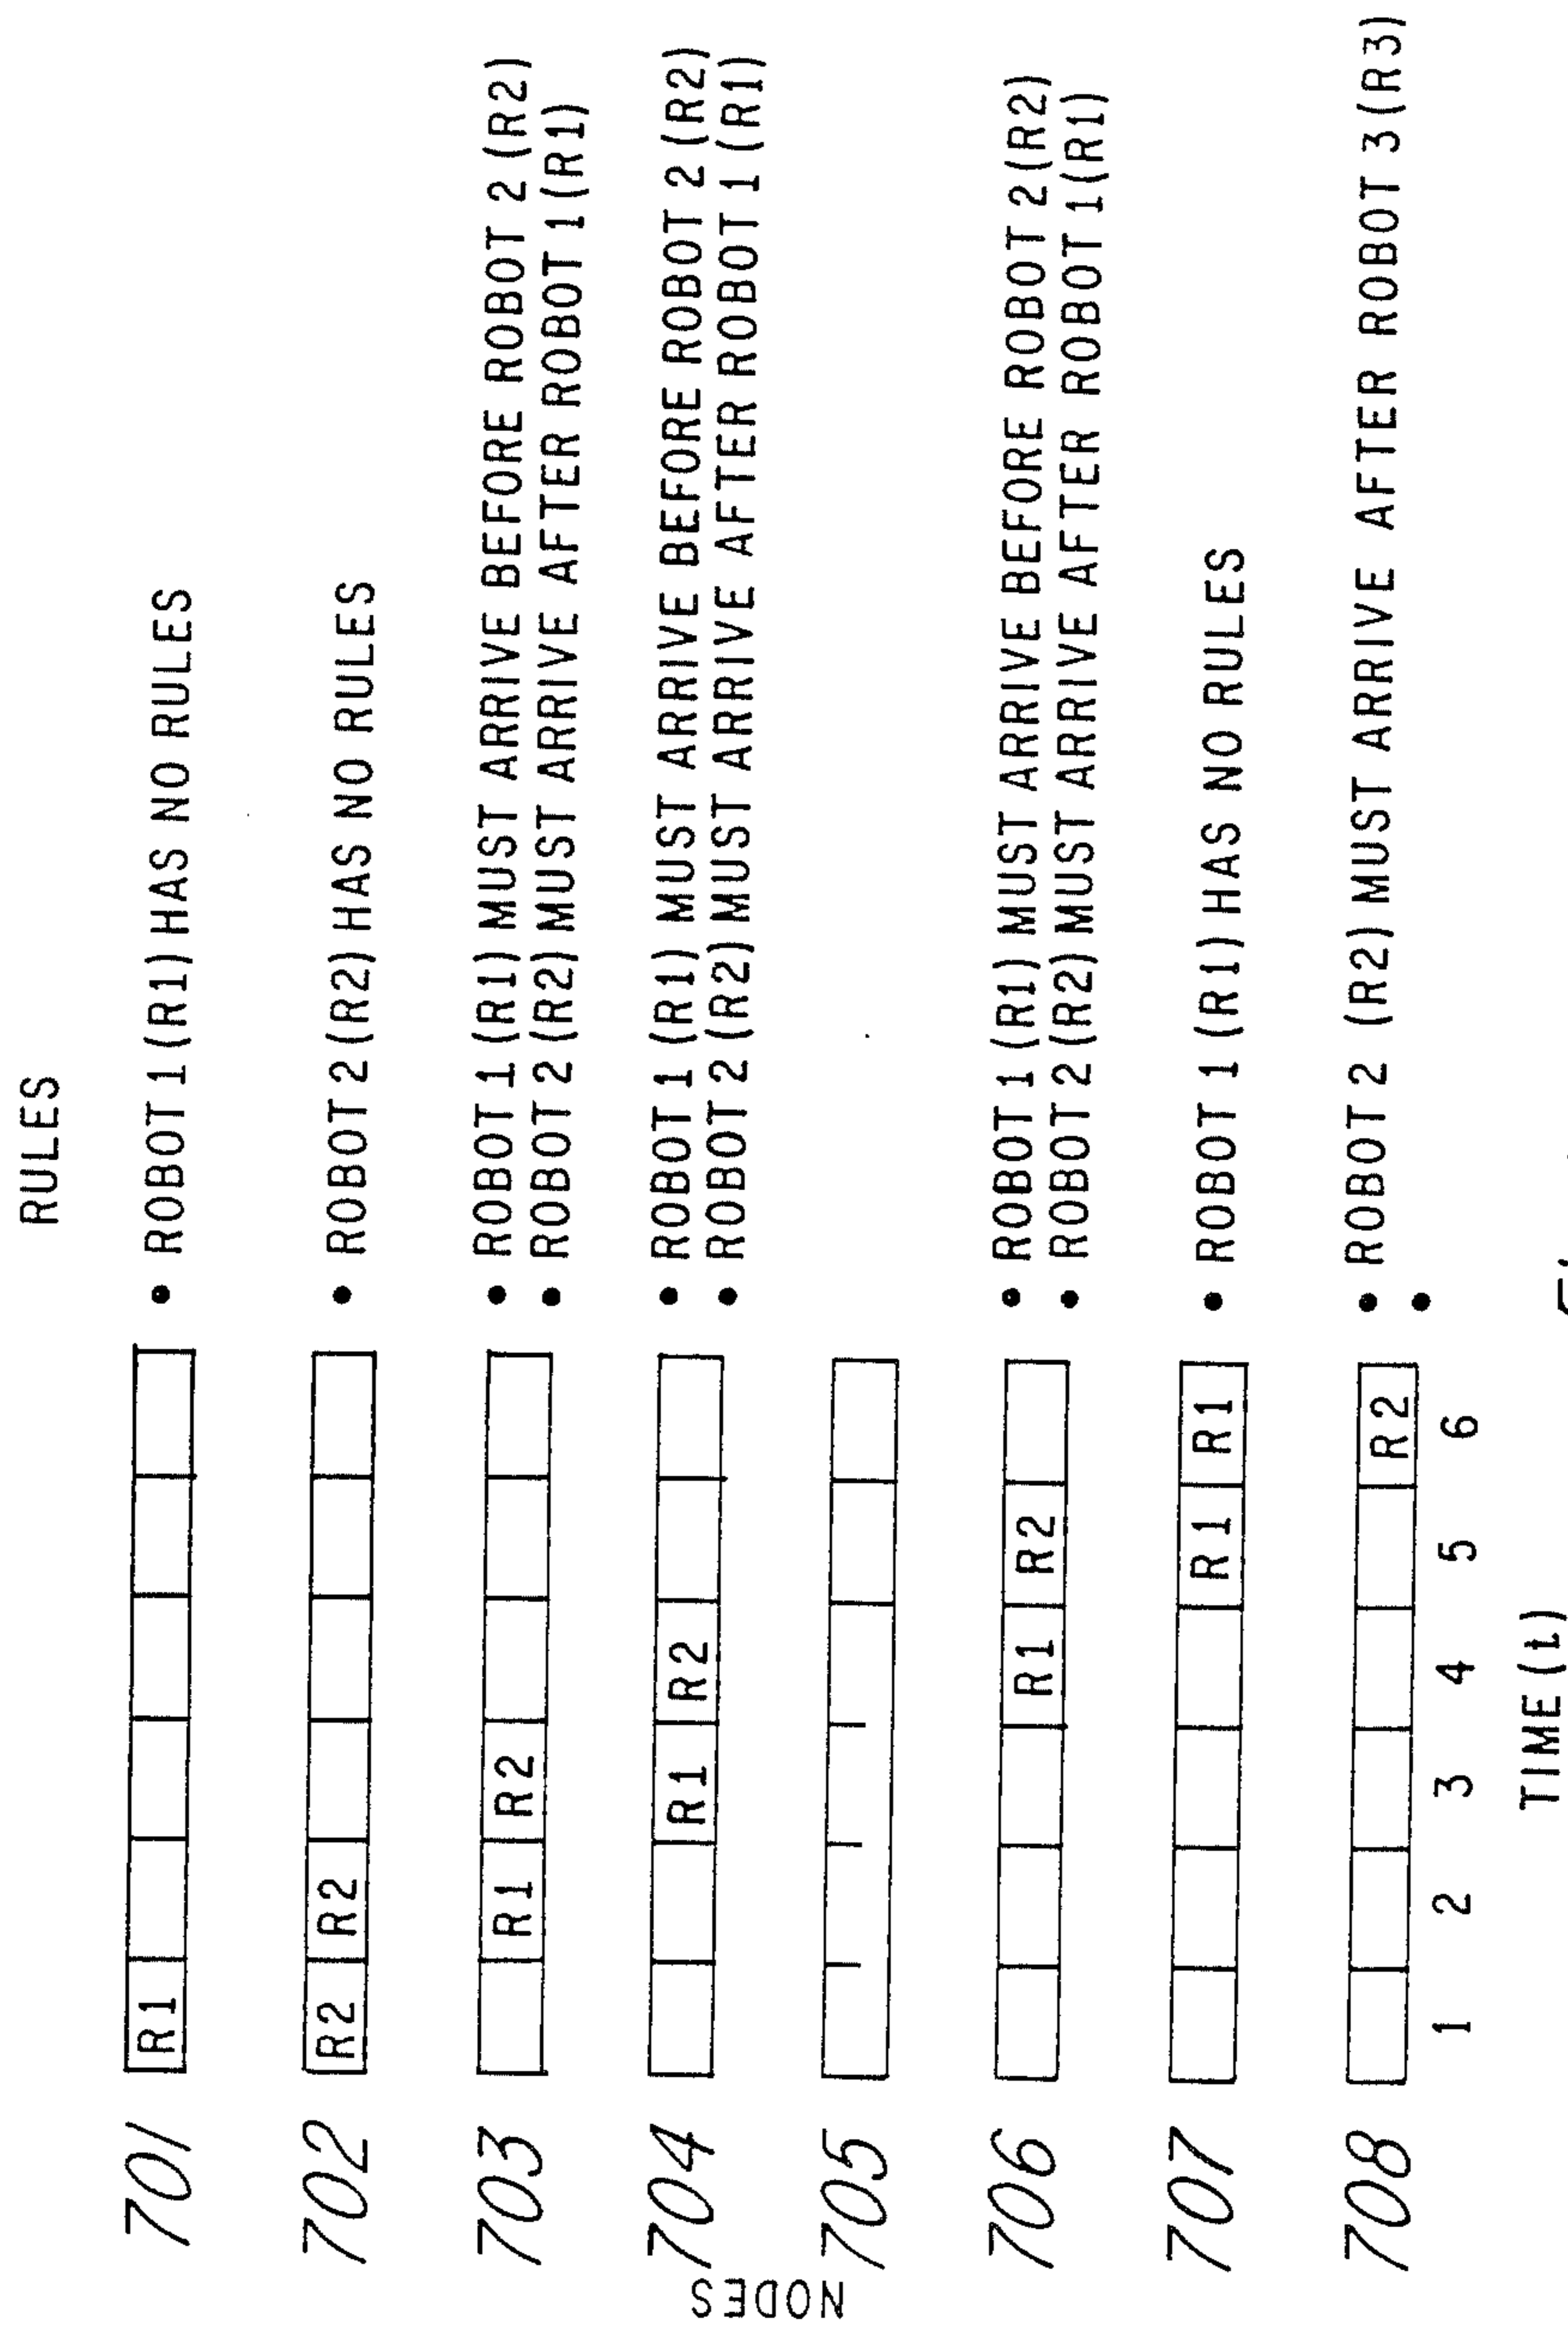 RULES
701 R1 • ROBOT 1 (R1) HAS NO RULES
702 R2 R2 • ROBOT 2 (R2) HAS NO RULES
703 R1 R2 • ROBOT 1 (R1) MUST ARRIVE BEFORE ROBOT 2 (R2)
• ROBOT 2 (R2) MUST ARRIVE AFTER ROBOT 1 (R1)
704 R1 R2 • ROBOT 1 (R1) MUST ARRIVE BEFORE ROBOT 2 (R2)
• ROBOT 2 (R2) MUST ARRIVE AFTER ROBOT 1 (R1)
NODES
705
706 R1 R2 • ROBOT 1 (R1) MUST ARRIVE BEFORE ROBOT 2 (R2)
• ROBOT 2 (R2) MUST ARRIVE AFTER ROBOT 1 (R1)
707 R1 R1 • ROBOT 1 (R1) HAS NO RULES
708 R2 • ROBOT 2 (R2) MUST ARRIVE AFTER ROBOT 3 (R3)
•
1 2 3 4 5 6
TIME (t)